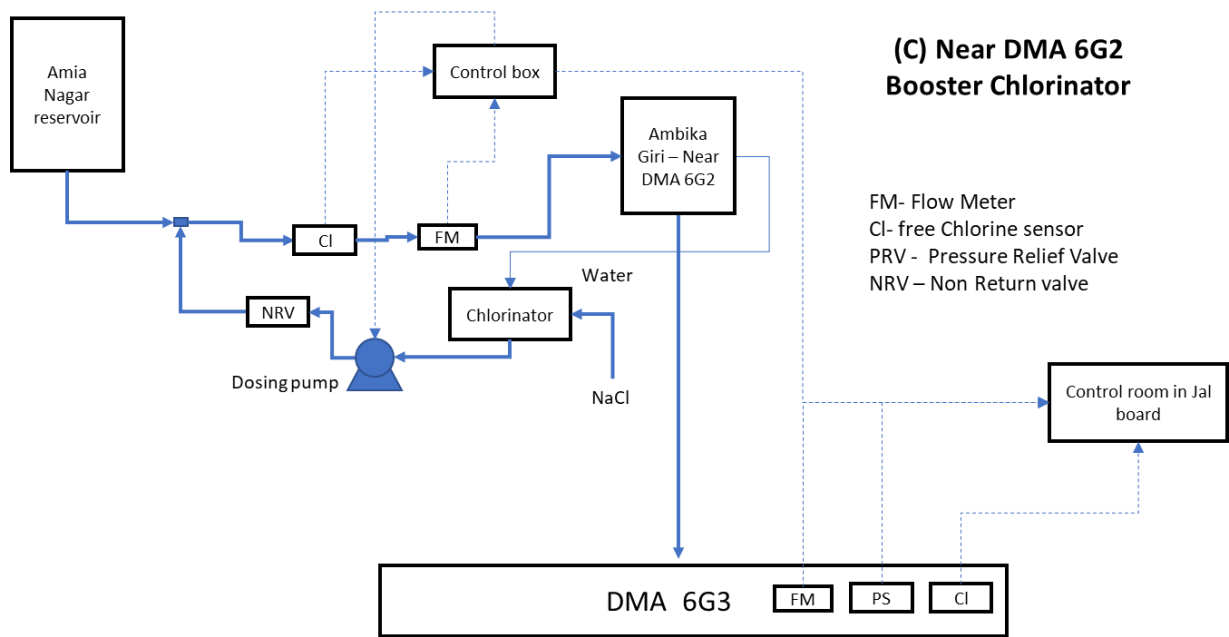 (C) Near DMA 6G2
Booster Chlorinator
Amia
Nagar
reservoir
Control box
Ambika
Giri – Near
DMA 6G2
FM- Flow Meter
Cl- free Chlorine sensor
PRV - Pressure Relief Valve
NRV – Non Return valve
Cl
FM
Water
NRV
Chlorinator
Dosing pump
NaCl
Control room in Jal
board
DMA 6G3
FM
PS
Cl